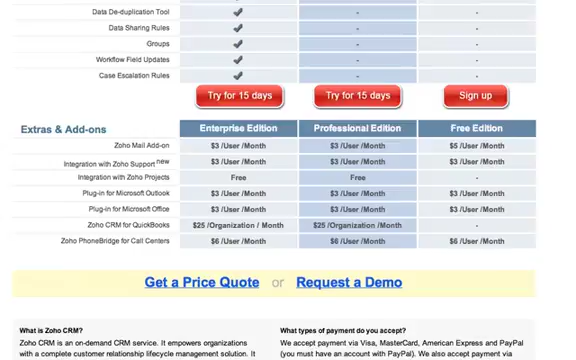 Data De-duplication Tool - -
Data Sharing Rules - -
Groups - -
Workflow Field Updates - -
Case Escalation Rules - -
Try for 15 days Try for 15 days Sign up
Extras & Add-ons Enterprise Edition Professional Edition Free Edition
Zoho Mail Add-on $3 /User /Month $3 /User /Month $5 /User /Month
Integration with Zoho Support new $3 /User /Month $3 /User /Month $3 /User /Month
Integration with Zoho Projects Free Free -
Plug-in for Microsoft Outlook $3 /User /Month $3 /User /Month $3 /User /Month
Plug-in for Microsoft Office $3 /User /Month $3 /User /Month $3 /User /Month
Zoho CRM for QuickBooks $25 /Organization / Month $25 /Organization / Month -
Zoho PhoneBridge for Call Centers $6 /User /Month $6 /User /Month $6 /User /Month
Get a Price Quote or Request a Demo
What is Zoho CRM? What types of payment do you accept?
Zoho CRM is an on-demand CRM service. It empowers organizations We accept payment via Visa, MasterCard, American Express and PayPal
with a complete customer relationship lifecycle management solution. It (you must have an account with PayPal). We also accept payment via